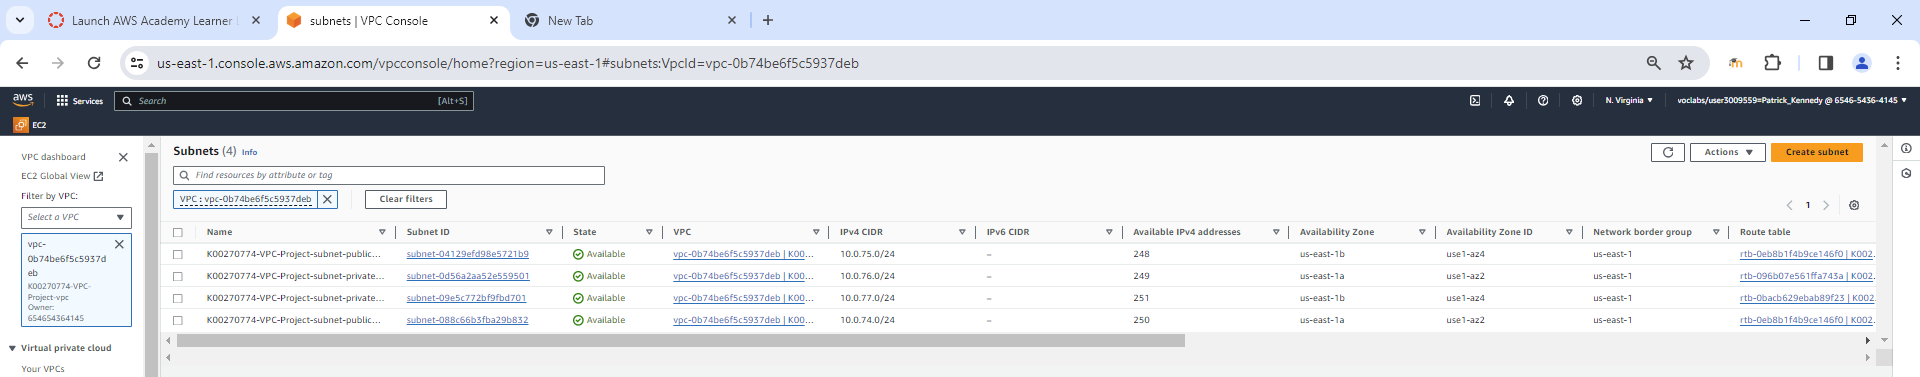 Launch AWS Academy Learner
subnets | VPC Console
New Tab
us-east-1.console.aws.amazon.com/vpcconsole/home?region=us-east-1#subnets:VpcId=vpc-0b74be6f5c5937deb
aws Services Search [Alt+S] N. Virginia voclabs/user3009559=Patrick_Kennedy @ 6546-5436-4145
EC2
VPC dashboard
EC2 Global View
Filter by VPC:
Select a VPC
vpc-
0b74be6f5c5937d
eb
K00270774-VPC-
Project-vpc
Owner:
654654364145
Virtual private cloud
Your VPCs
Subnets (4) Info
Actions Create subnet
Find resources by attribute or tag
VPC : vpc-0b74be6f5c5937deb Clear filters
1
Name Subnet ID State VPC IPv4 CIDR IPv6 CIDR Available IPv4 addresses Availability Zone Availability Zone ID Network border group Route table
K00270774-VPC-Project-subnet-public... subnet-04129efd98e5721b9 Available vpc-0b74be6f5c5937deb | K00... 10.0.75.0/24 – 248 us-east-1b use1-az4 us-east-1 rtb-0eb8b1f4b9ce146f0 | K002...
K00270774-VPC-Project-subnet-private... subnet-0d56a2aa52e559501 Available vpc-0b74be6f5c5937deb | K00... 10.0.76.0/24 – 249 us-east-1a use1-az2 us-east-1 rtb-096b07e561ffa743a | K002...
K00270774-VPC-Project-subnet-private... subnet-09e5c772bf9fbd701 Available vpc-0b74be6f5c5937deb | K00... 10.0.77.0/24 – 251 us-east-1b use1-az4 us-east-1 rtb-0bacb629ebab89f23 | K002...
K00270774-VPC-Project-subnet-public... subnet-088c66b3fba29b832 Available vpc-0b74be6f5c5937deb | K00... 10.0.74.0/24 – 250 us-east-1a use1-az2 us-east-1 rtb-0eb8b1f4b9ce146f0 | K002...